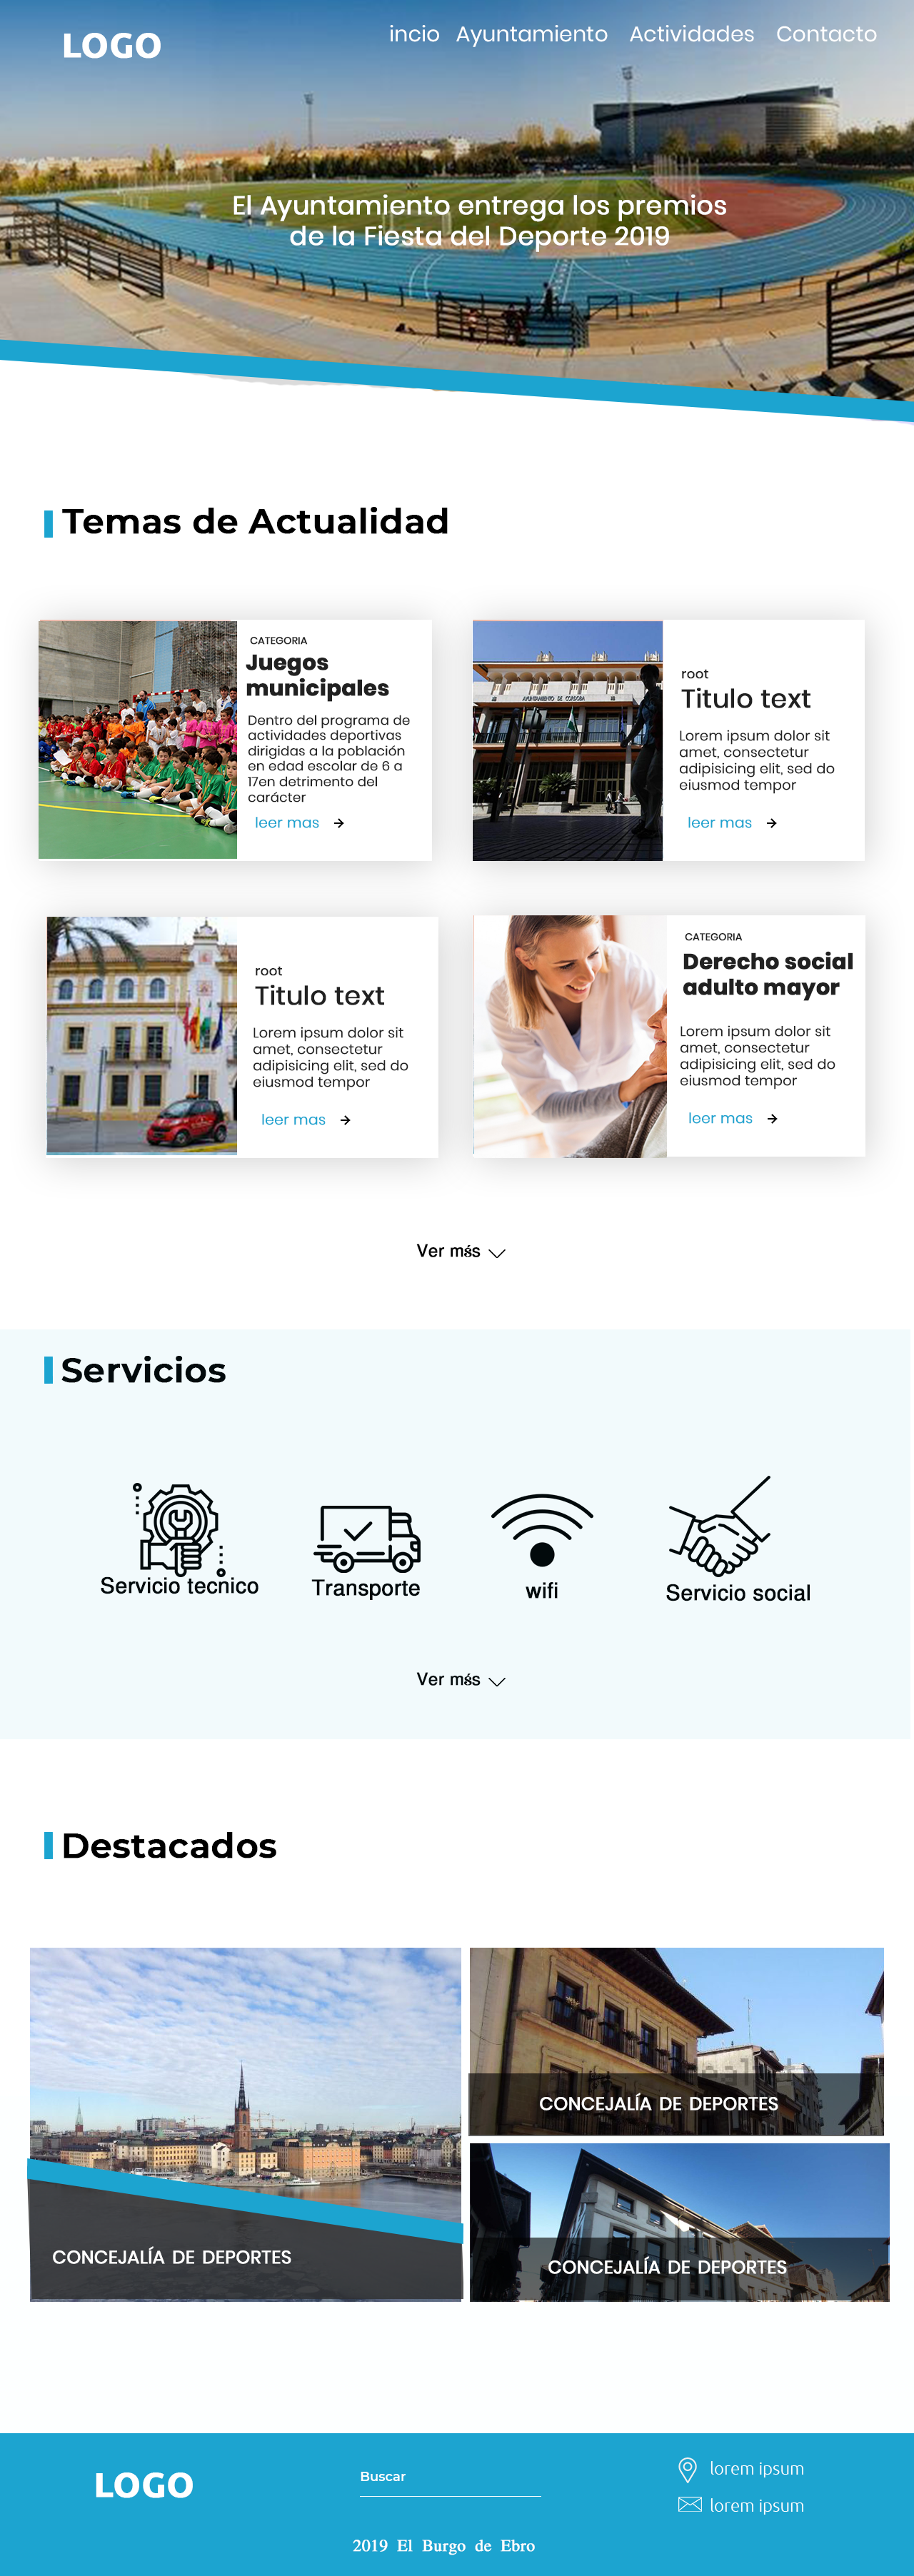 LOGO
incio Ayuntamiento Actividades Contacto
El Ayuntamiento entrega los premios
de la Fiesta del Deporte 2019
Temas de Actualidad
CATEGORIA
Juegos
municipales
Dentro del programa de
actividades deportivas
dirigidas a la población
en edad escolar de 6 a
17en detrimento del
carácter
leer mas
AYUNTAMIENTO DE CORDOBA
root
Titulo text
Lorem ipsum dolor sit
amet, consectetur
adipisicing elit, sed do
eiusmod tempor
leer mas
root
Titulo text
Lorem ipsum dolor sit
amet, consectetur
adipisicing elit, sed do
eiusmod tempor
leer mas
CATEGORIA
Derecho social
adulto mayor
Lorem ipsum dolor sit
amet, consectetur
adipisicing elit, sed do
eiusmod tempor
leer mas
Ver mśs
Servicios
Servicio tecnico
Transporte
wifi
Servicio social
Ver mśs
Destacados
CONCEJALÍA DE DEPORTES
CONCEJALÍA DE DEPORTES
CONCEJALÍA DE DEPORTES
LOGO
Buscar
lorem ipsum
lorem ipsum
2019 El Burgo de Ebro